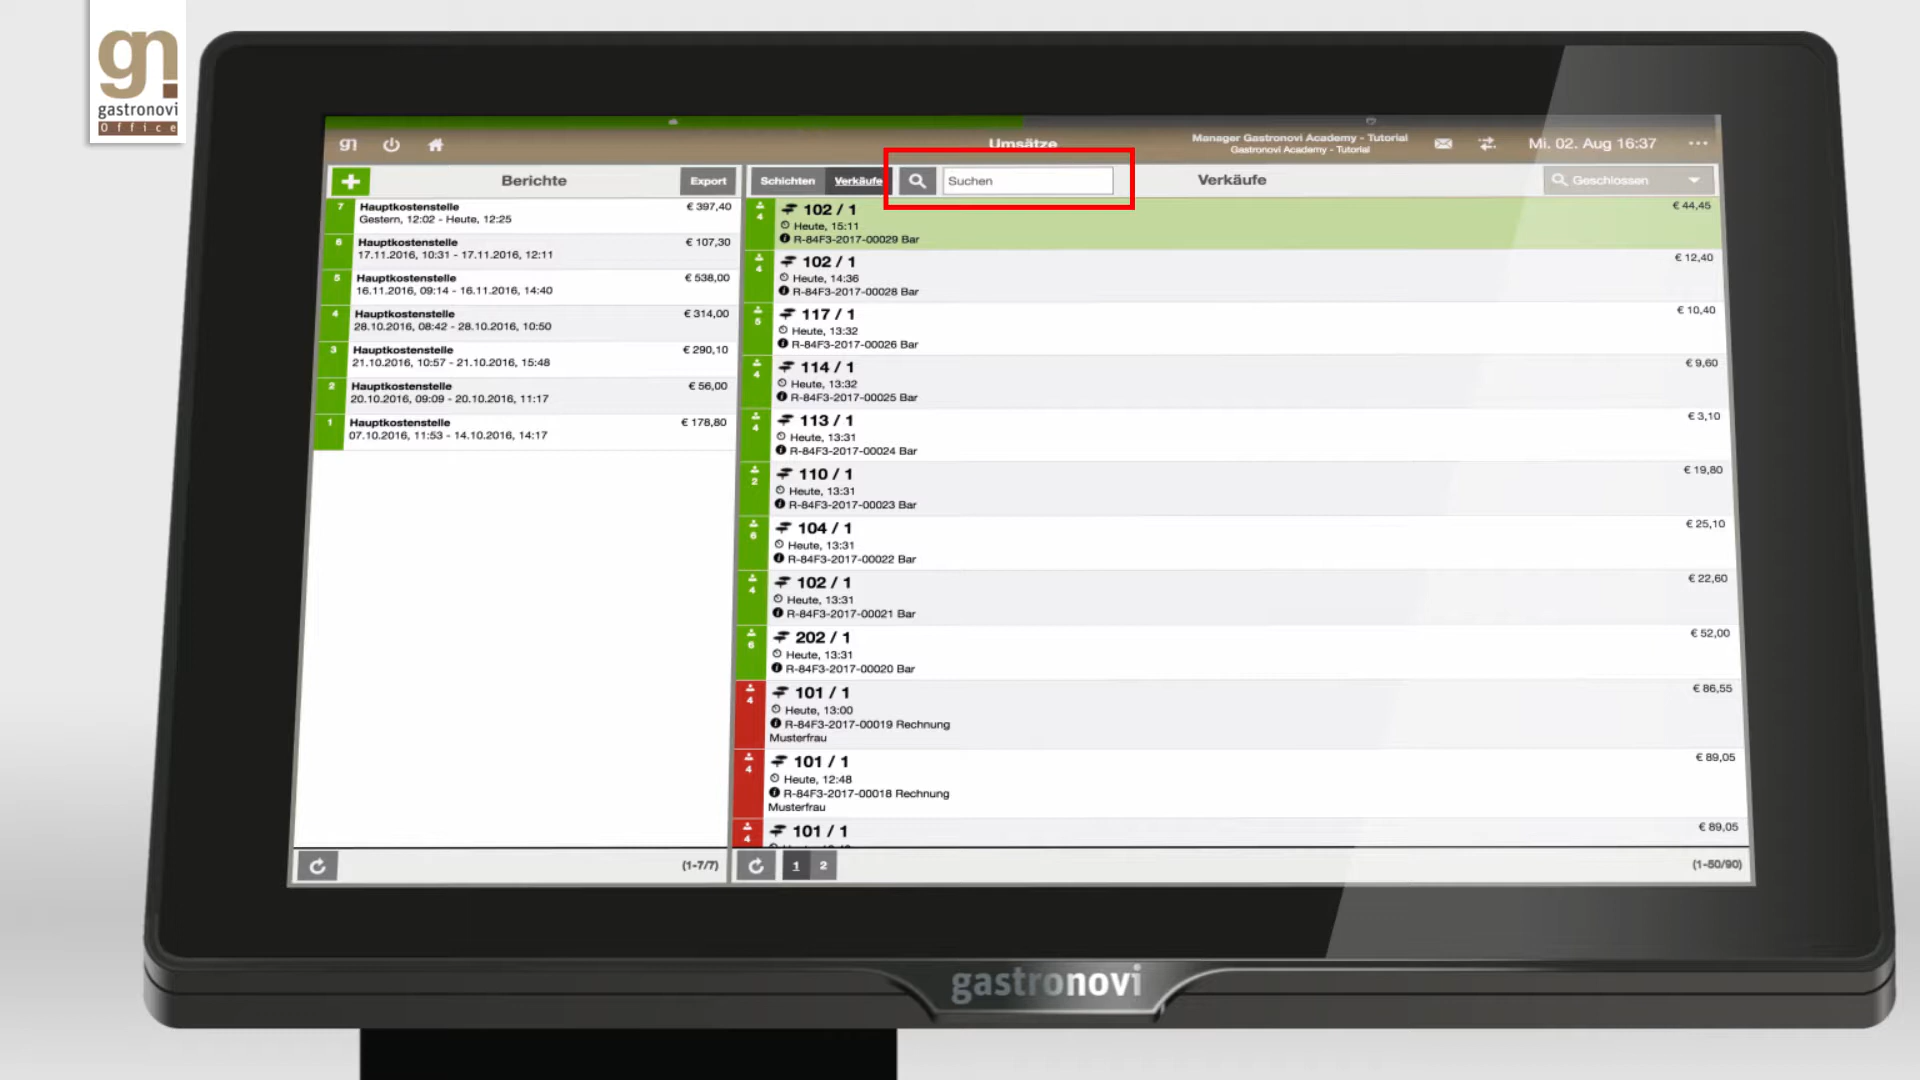 gn
gastronovi
Office
gn
Umsätze
Manager Gastronovi Academy - Tutorial
Gastronovi Academy - Tutorial
Mi. 02. Aug 16:37
Berichte
Export
Schichten
Verkäufe
Suchen
Verkäufe
Geschlossen
7
Hauptkostenstelle
€ 397,40
Gestern, 12:02 - Heute, 12:25
6
Hauptkostenstelle
€ 107,30
17.11.2016, 10:31 - 17.11.2016, 12:11
5
Hauptkostenstelle
€ 538,00
16.11.2016, 09:14 - 16.11.2016, 14:40
4
Hauptkostenstelle
€ 314,00
28.10.2016, 08:42 - 28.10.2016, 10:50
3
Hauptkostenstelle
€ 290,10
21.10.2016, 10:57 - 21.10.2016, 15:48
2
Hauptkostenstelle
€ 56,00
20.10.2016, 09:09 - 20.10.2016, 11:17
1
Hauptkostenstelle
€ 178,80
07.10.2016, 11:53 - 14.10.2016, 14:17
(1-7/7)
4
102 / 1
€ 44,45
Heute, 15:11
R-84F3-2017-00029 Bar
4
102 / 1
€ 12,40
Heute, 14:36
R-84F3-2017-00028 Bar
5
117 / 1
€ 10,40
Heute, 13:32
R-84F3-2017-00026 Bar
4
114 / 1
€ 9,60
Heute, 13:32
R-84F3-2017-00025 Bar
4
113 / 1
€ 3,10
Heute, 13:31
R-84F3-2017-00024 Bar
2
110 / 1
€ 19,80
Heute, 13:31
R-84F3-2017-00023 Bar
6
104 / 1
€ 25,10
Heute, 13:31
R-84F3-2017-00022 Bar
4
102 / 1
€ 22,60
Heute, 13:31
R-84F3-2017-00021 Bar
6
202 / 1
€ 52,00
Heute, 13:31
R-84F3-2017-00020 Bar
4
101 / 1
€ 86,55
Heute, 13:00
R-84F3-2017-00019 Rechnung
Musterfrau
4
101 / 1
€ 89,05
Heute, 12:48
R-84F3-2017-00018 Rechnung
Musterfrau
4
101 / 1
€ 89,05
1
2
(1-50/90)
gastronovi